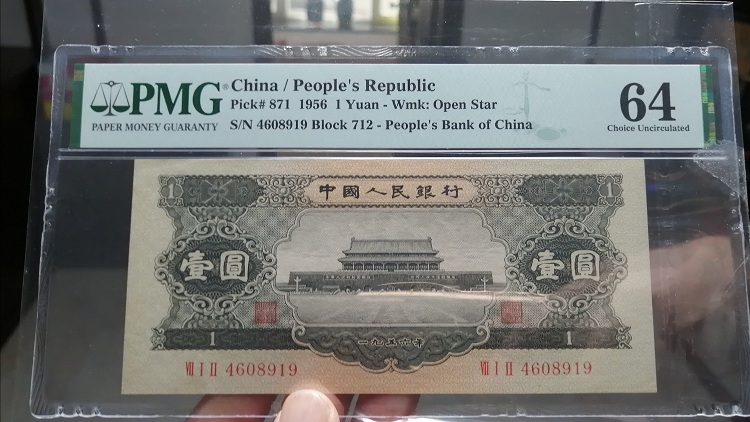 PMG
PAPER MONEY GUARANTY
China / People's Republic
Pick# 871 1956 1 Yuan - Wmk: Open Star
S/N 4608919 Block 712 - People's Bank of China
64
Choice Uncirculated
1
中國人民銀行
1
壹圓
壹圓
1
一九五六年
1
Ⅶ Ⅰ Ⅱ 4608919
Ⅶ Ⅰ Ⅱ 4608919